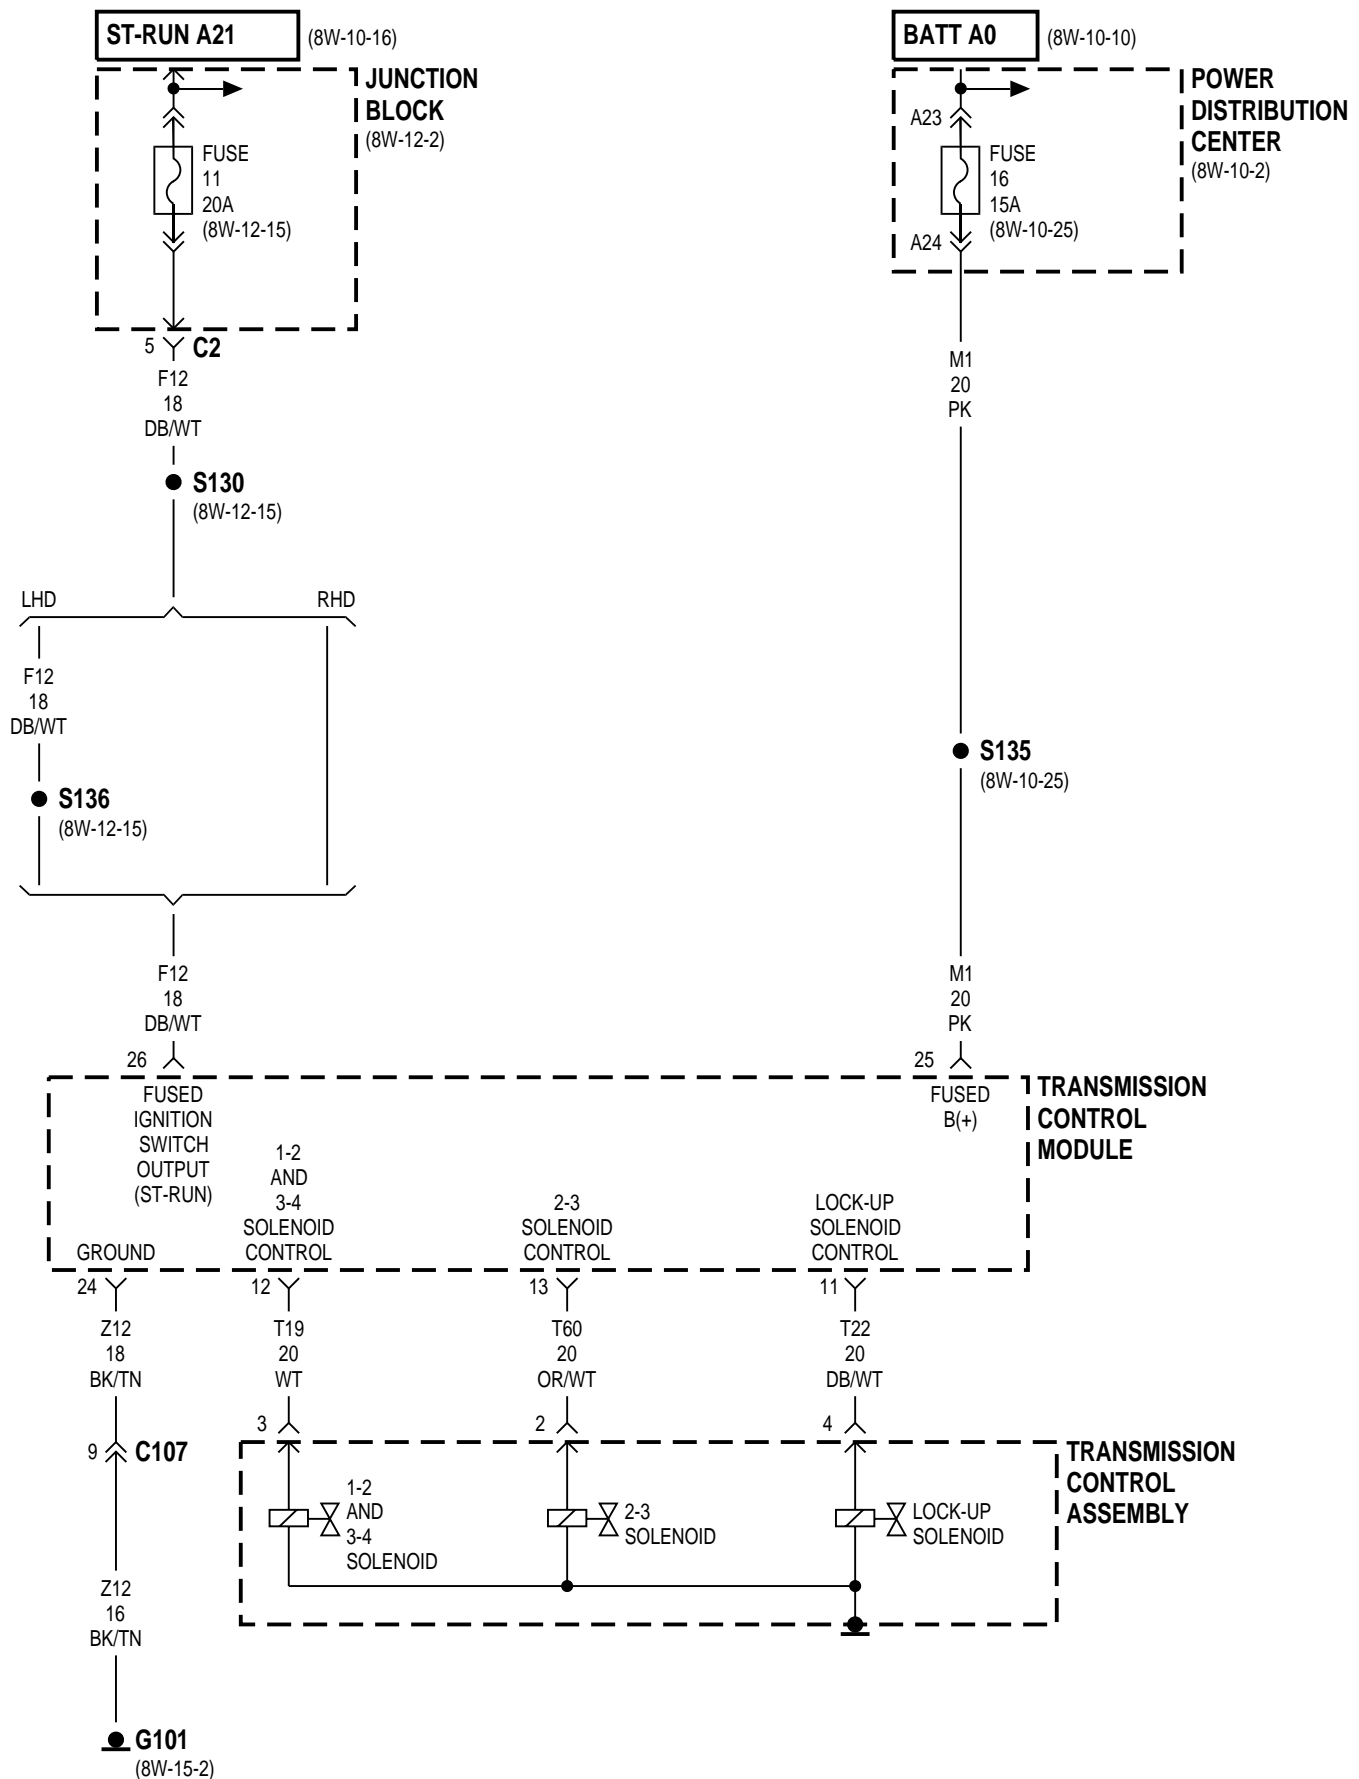 ST-RUN A21
(8W-10-16)
BATT A0
(8W-10-10)
JUNCTION
BLOCK
(8W-12-2)
FUSE
11
20A
(8W-12-15)
5
C2
F12
18
DB/WT
S130
(8W-12-15)
LHD
RHD
F12
18
DB/WT
S136
(8W-12-15)
F12
18
DB/WT
26
POWER
DISTRIBUTION
CENTER
(8W-10-2)
A23
FUSE
16
15A
(8W-10-25)
A24
M1
20
PK
S135
(8W-10-25)
M1
20
PK
25
TRANSMISSION
CONTROL
MODULE
FUSED
IGNITION
SWITCH
OUTPUT
(ST-RUN)
FUSED
B(+)
GROUND
1-2
AND
3-4
SOLENOID
CONTROL
2-3
SOLENOID
CONTROL
LOCK-UP
SOLENOID
CONTROL
24
12
13
11
Z12
18
BK/TN
T19
20
WT
T60
20
OR/WT
T22
20
DB/WT
3
2
4
9
C107
TRANSMISSION
CONTROL
ASSEMBLY
1-2
AND
3-4
SOLENOID
2-3
SOLENOID
LOCK-UP
SOLENOID
Z12
16
BK/TN
G101
(8W-15-2)